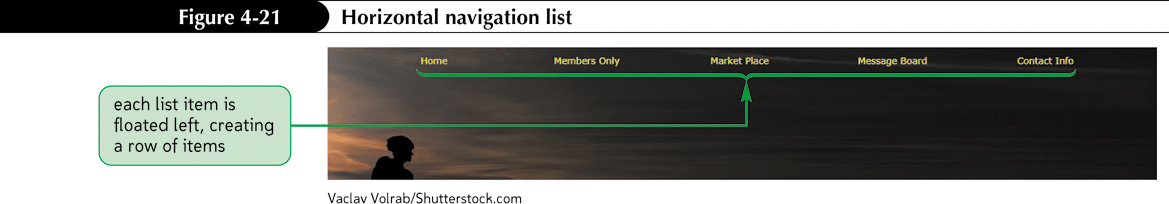 Figure 4-21 Horizontal navigation list
Home Members Only Market Place Message Board Contact Info
each list item is
floated left, creating
a row of items
Vaclav Volrab/Shutterstock.com